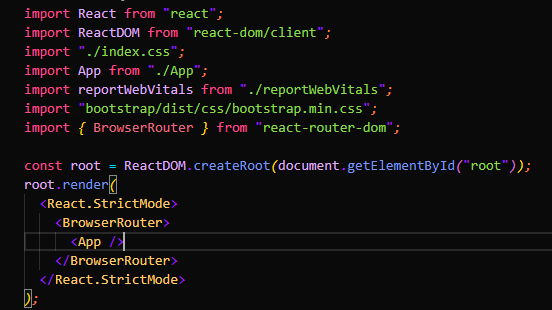 import React from "react";
import ReactDOM from "react-dom/client";
import "./index.css";
import App from "./App";
import reportWebVitals from "./reportWebVitals";
import "bootstrap/dist/css/bootstrap.min.css";
import { BrowserRouter } from "react-router-dom";

const root = ReactDOM.createRoot(document.getElementById("root"));
root.render(
  <React.StrictMode>
    <BrowserRouter>
      <App />
    </BrowserRouter>
  </React.StrictMode>
);